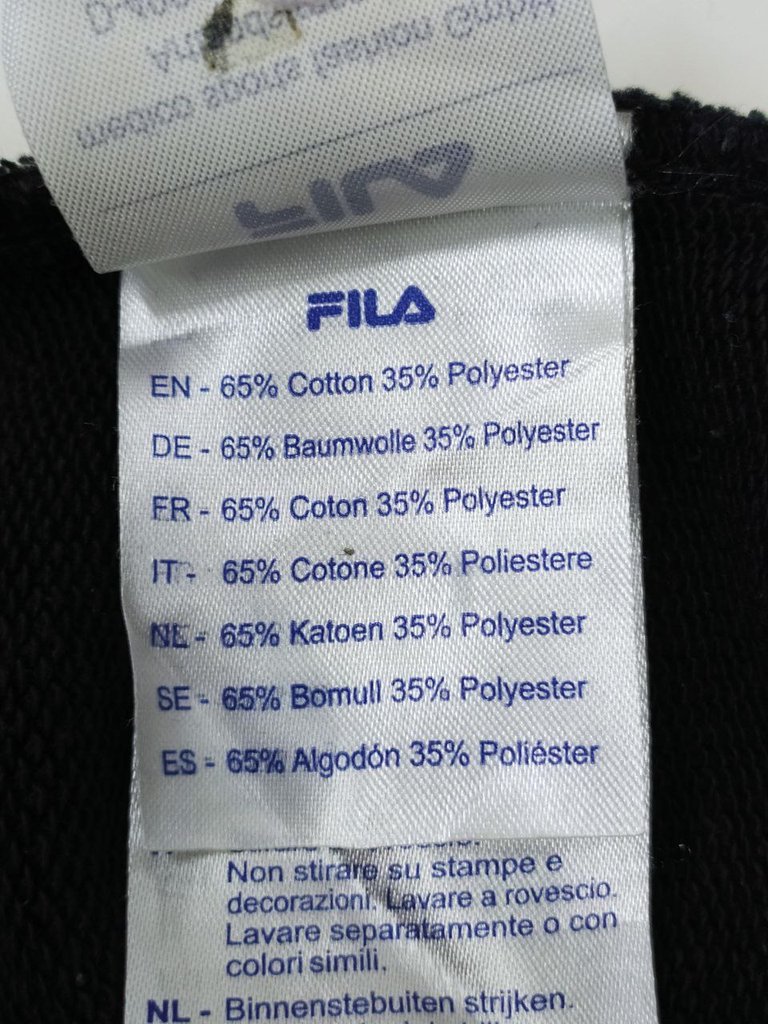 FILA
FILA
EN - 65% Cotton 35% Polyester
DE - 65% Baumwolle 35% Polyester
FR - 65% Coton 35% Polyester
IT - 65% Cotone 35% Poliestere
NL - 65% Katoen 35% Polyester
SE - 65% Bomull 35% Polyester
ES - 65% Algodón 35% Poliéster
Non stirare su stampe e
decorazioni. Lavare a rovescio.
Lavare separatamente o con
colori simili.
NL - Binnenstebuiten strijken.